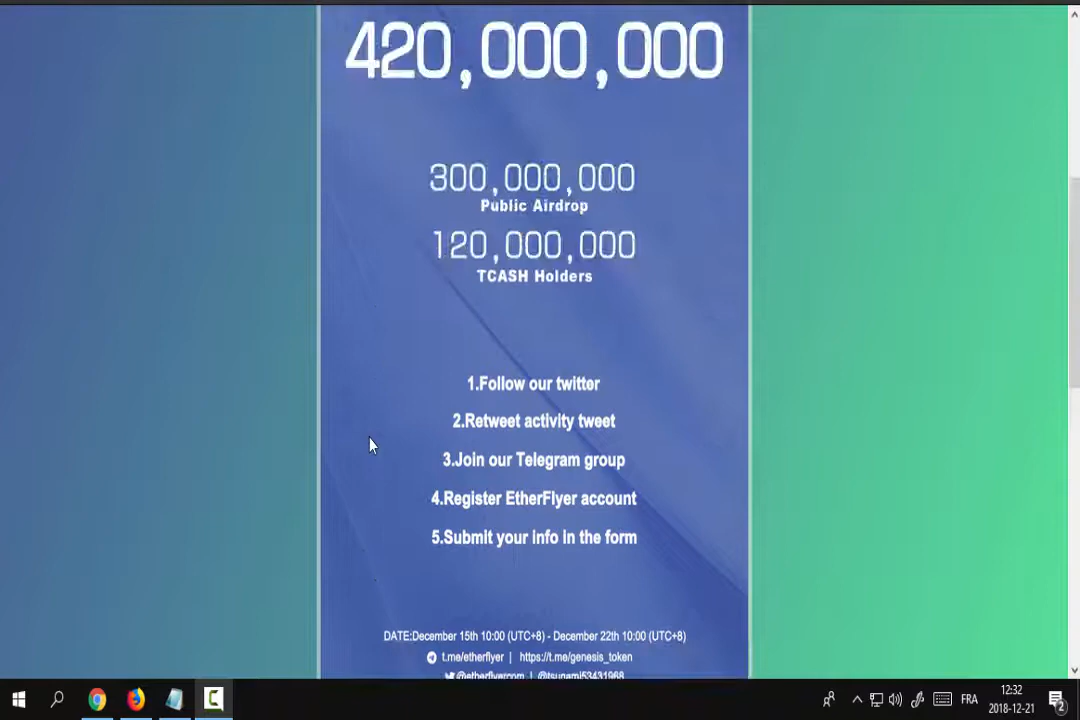 420,000,000
300,000,000
Public Airdrop
120,000,000
TCASH Holders
1.Follow our twitter
2.Retweet activity tweet
3.Join our Telegram group
4.Register EtherFlyer account
5.Submit your info in the form
DATE:December 15th 10:00 (UTC+8) - December 22th 10:00 (UTC+8)
t.me/etherflyer | https://t.me/genesis_token
@etherflyercom | @tsunami53431968
FRA
12:32
2018-12-21
2